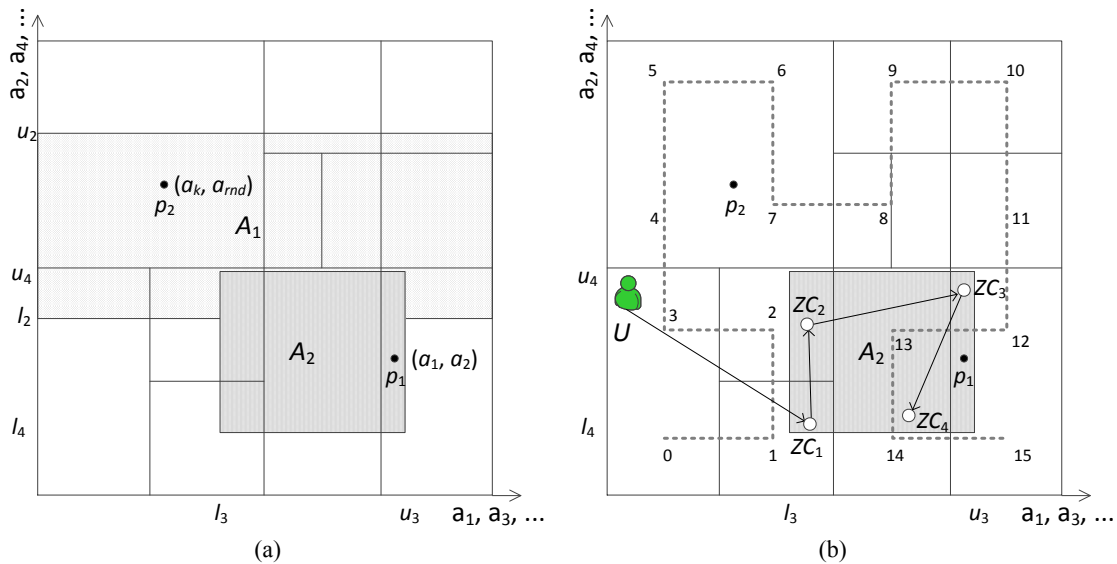 a2, a4, ...
u2
(ak, arnd)
p2
A1
u4
l2
A2
(a1, a2)
p1
l4
l3
u3
a1, a3, ...
(a)
a2, a4, ...
5
6
9
10
p2
4
7
8
11
u4
ZC3
ZC2
3
2
U
13
12
A2
p1
l4
ZC4
ZC1
0
1
14
15
l3
u3
a1, a3, ...
(b)